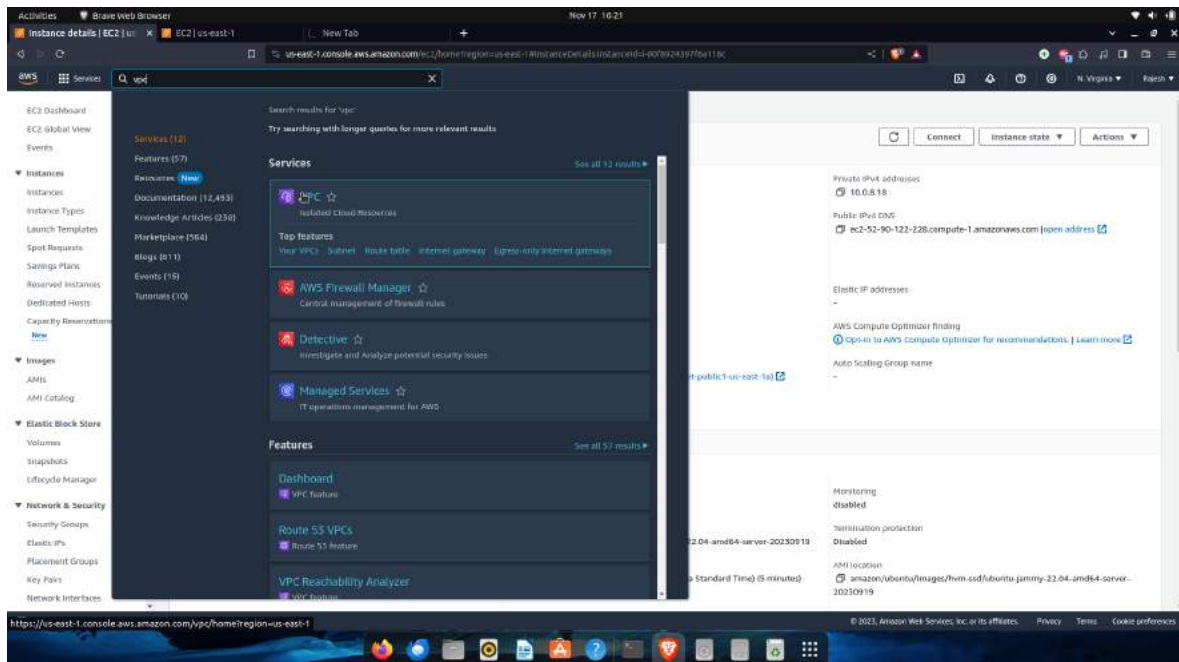 Activities
Brave Web Browser
Nov 17 16:21
Instance details | EC2 | us
EC2 | us-east-1
New Tab
us-east-1.console.aws.amazon.com/ec2/home?region=us-east-1#InstanceDetails:instanceId=
aws
Services
vpc
N. Virginia
Rajesh
EC2 Dashboard
EC2 Global View
Events
Instances
Instances
Instance Types
Launch Templates
Spot Requests
Savings Plans
Reserved Instances
Dedicated Hosts
Capacity Reservations
New
Images
AMIs
AMI Catalog
Elastic Block Store
Volumes
Snapshots
Lifecycle Manager
Network & Security
Security Groups
Elastic IPs
Placement Groups
Key Pairs
Network Interfaces
Services (12)
Features (57)
Resources New
Documentation (12,453)
Knowledge Articles (236)
Marketplace (564)
Blogs (811)
Events (15)
Tutorials (10)
Search results for 'vpc'
Try searching with longer queries for more relevant results
Services
See all 12 results
VPC
Isolated Cloud Resources
Top features
Your VPCs Subnet Route table Internet gateway Egress-only internet gateways
AWS Firewall Manager
Central management of firewall rules
Detective
Investigate and Analyze potential security issues
Managed Services
IT operations management for AWS
Features
See all 57 results
Dashboard
VPC feature
Route 53 VPCs
Route 53 feature
VPC Reachability Analyzer
VPC feature
Connect
Instance state
Actions
Private IPv4 addresses
10.0.8.18
Public IPv4 DNS
ec2-52-90-122-228.compute-1.amazonaws.com |open address
Elastic IP addresses
–
AWS Compute Optimizer finding
Opt-in to AWS Compute Optimizer for recommendations. | Learn more
et-public1-us-east-1a)
Auto Scaling Group name
–
Monitoring
disabled
Termination protection
22.04-amd64-server-20230919
Disabled
AMI location
a Standard Time) (5 minutes)
amazon/ubuntu/images/hvm-ssd/ubuntu-jammy-22.04-amd64-server-
20230919
https://us-east-1.console.aws.amazon.com/vpc/home?region=us-east-1
© 2023, Amazon Web Services, Inc. or its affiliates.
Privacy
Terms
Cookie preferences